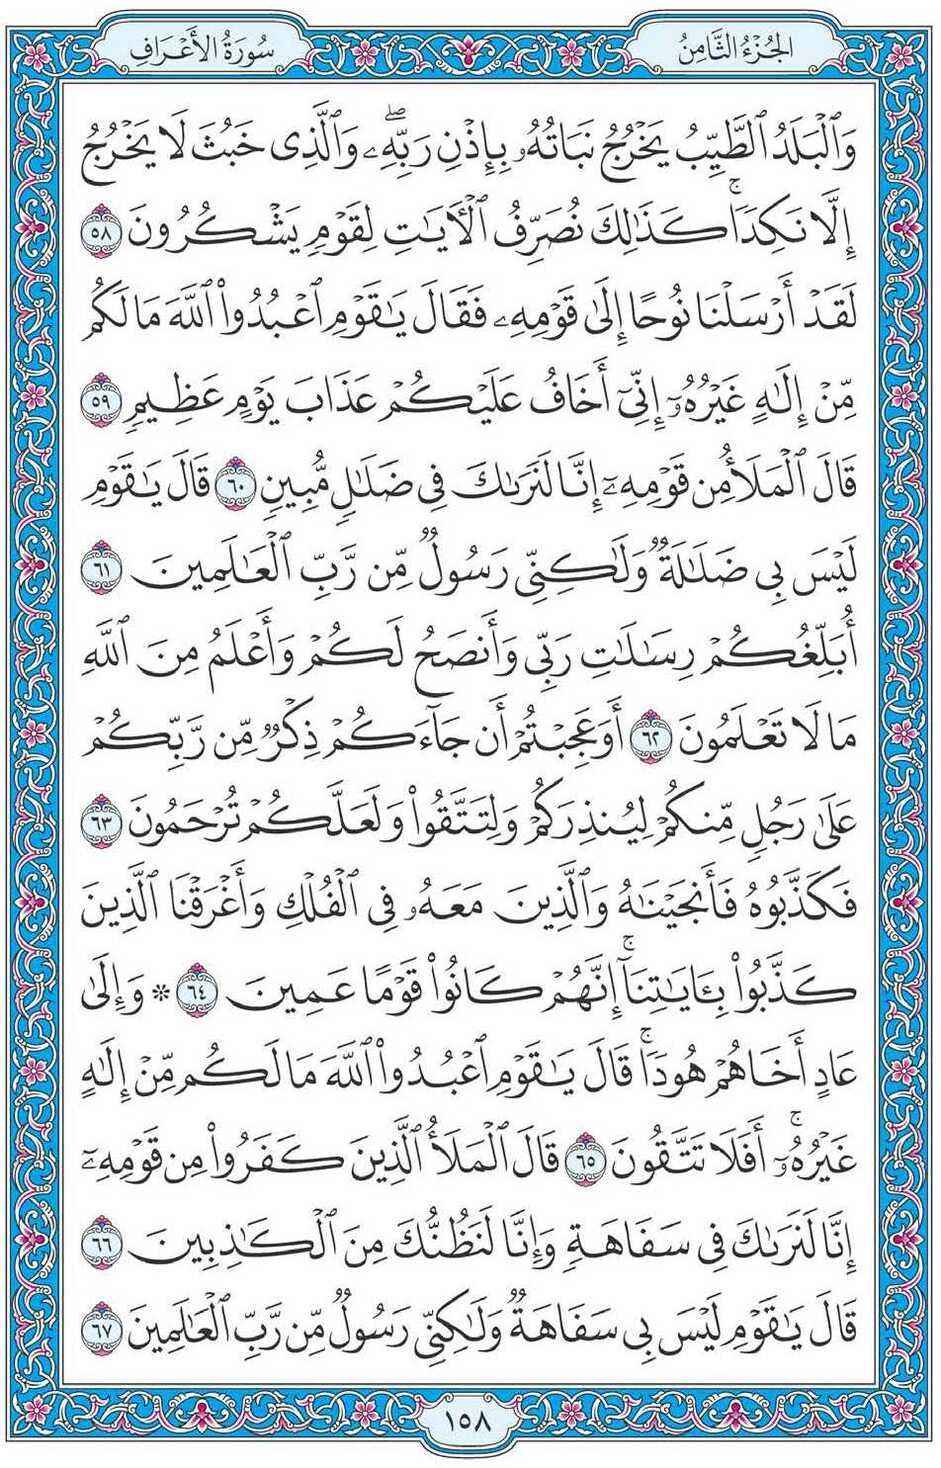 الجُزْءُ الثَّامِنُ
سُورَةُ الأَعْرَافِ
وَٱلْبَلَدُ ٱلطَّيِّبُ يَخْرُجُ نَبَاتُهُۥ بِإِذْنِ رَبِّهِۦۖ وَٱلَّذِى خَبُثَ لَا يَخْرُجُ
إِلَّا نَكِدًاۚ كَذَٰلِكَ نُصَرِّفُ ٱلْـَٔايَٰتِ لِقَوْمٍ يَشْكُرُونَ ٥٨
لَقَدْ أَرْسَلْنَا نُوحًا إِلَىٰ قَوْمِهِۦ فَقَالَ يَٰقَوْمِ ٱعْبُدُوا۟ ٱللَّهَ مَا لَكُم
مِّنْ إِلَٰهٍ غَيْرُهُۥٓ إِنِّىٓ أَخَافُ عَلَيْكُمْ عَذَابَ يَوْمٍ عَظِيمٍ ٥٩
قَالَ ٱلْمَلَأُ مِن قَوْمِهِۦٓ إِنَّا لَنَرَىٰكَ فِى ضَلَٰلٍ مُّبِينٍ ٦٠ قَالَ يَٰقَوْمِ
لَيْسَ بِى ضَلَٰلَةٌ وَلَٰكِنِّى رَسُولٌ مِّن رَّبِّ ٱلْعَٰلَمِينَ ٦١
أُبَلِّغُكُمْ رِسَٰلَٰتِ رَبِّى وَأَنصَحُ لَكُمْ وَأَعْلَمُ مِنَ ٱللَّهِ
مَا لَا تَعْلَمُونَ ٦٢ أَوَعَجِبْتُمْ أَن جَآءَكُمْ ذِكْرٌ مِّن رَّبِّكُمْ
عَلَىٰ رَجُلٍ مِّنكُمْ لِيُنذِرَكُمْ وَلِتَتَّقُوا۟ وَلَعَلَّكُمْ تُرْحَمُونَ ٦٣
فَكَذَّبُوهُ فَأَنجَيْنَٰهُ وَٱلَّذِينَ مَعَهُۥ فِى ٱلْفُلْكِ وَأَغْرَقْنَا ٱلَّذِينَ
كَذَّبُوا۟ بِـَٔايَٰتِنَآۚ إِنَّهُمْ كَانُوا۟ قَوْمًا عَمِينَ ٦٤ * وَإِلَىٰ
عَادٍ أَخَاهُمْ هُودًاۚ قَالَ يَٰقَوْمِ ٱعْبُدُوا۟ ٱللَّهَ مَا لَكُم مِّنْ إِلَٰهٍ
غَيْرُهُۥٓۚ أَفَلَا تَتَّقُونَ ٦٥ قَالَ ٱلْمَلَأُ ٱلَّذِينَ كَفَرُوا۟ مِن قَوْمِهِۦٓ
إِنَّا لَنَرَىٰكَ فِى سَفَاهَةٍ وَإِنَّا لَنَظُنُّكَ مِنَ ٱلْكَٰذِبِينَ ٦٦
قَالَ يَٰقَوْمِ لَيْسَ بِى سَفَاهَةٌ وَلَٰكِنِّى رَسُولٌ مِّن رَّبِّ ٱلْعَٰلَمِينَ ٦٧
١٥٨